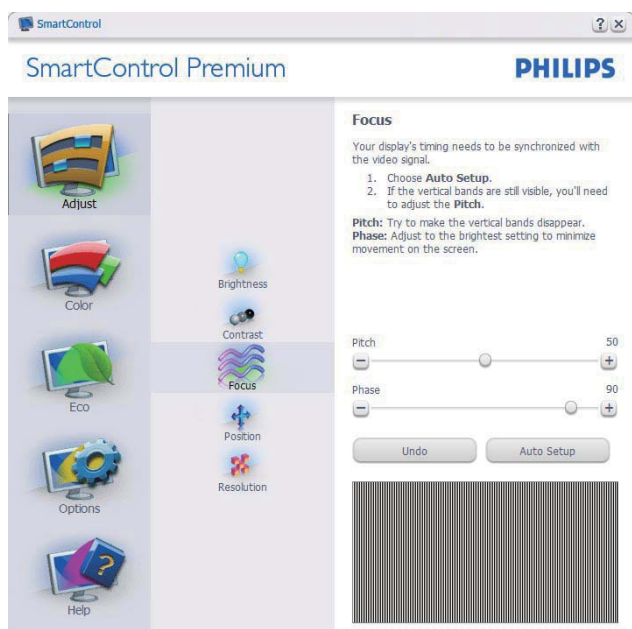 SmartControl
? ×
SmartControl Premium
PHILIPS
Adjust
Color
Eco
Options
Help
Brightness
Contrast
Focus
Position
Resolution
Focus
Your display's timing needs to be synchronized with
the video signal.
1. Choose Auto Setup.
2. If the vertical bands are still visible, you'll need
to adjust the Pitch.
Pitch: Try to make the vertical bands disappear.
Phase: Adjust to the brightest setting to minimize
movement on the screen.
Pitch 50
Phase 90
Undo Auto Setup